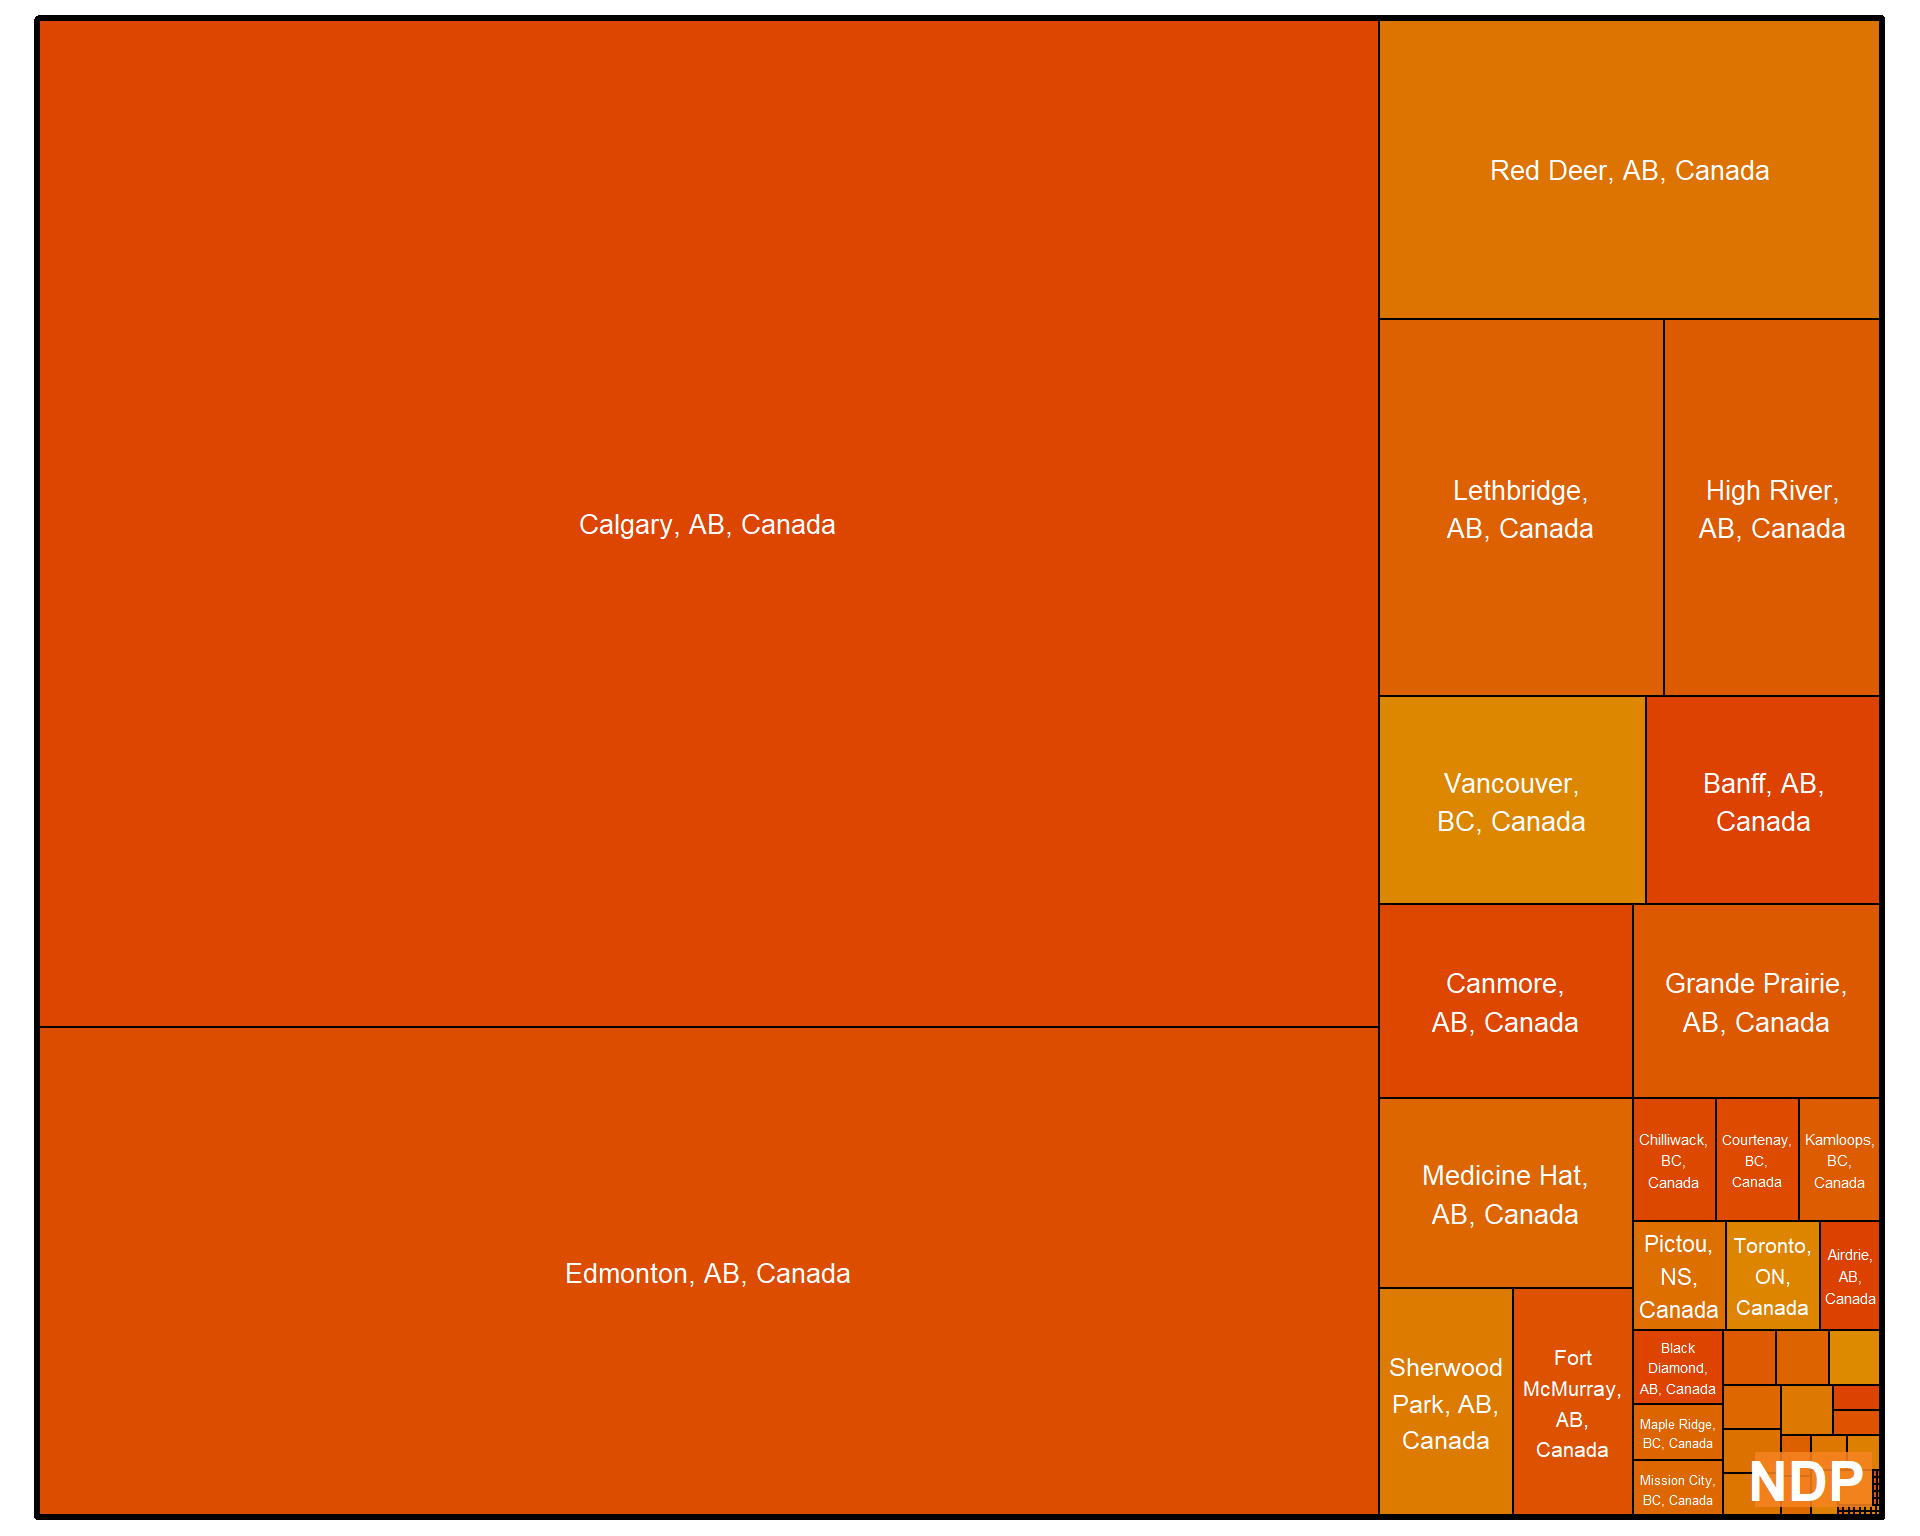 Calgary, AB, Canada
Edmonton, AB, Canada
Red Deer, AB, Canada
Lethbridge,
AB, Canada
High River,
AB, Canada
Vancouver,
BC, Canada
Banff, AB,
Canada
Canmore,
AB, Canada
Grande Prairie,
AB, Canada
Medicine Hat,
AB, Canada
Sherwood
Park, AB,
Canada
Fort
McMurray,
AB,
Canada
Chilliwack,
BC,
Canada
Courtenay,
BC,
Canada
Kamloops,
BC,
Canada
Pictou,
NS,
Canada
Toronto,
ON,
Canada
Airdrie,
AB,
Canada
Black
Diamond,
AB, Canada
Maple Ridge,
BC, Canada
Mission City,
BC, Canada
NDP